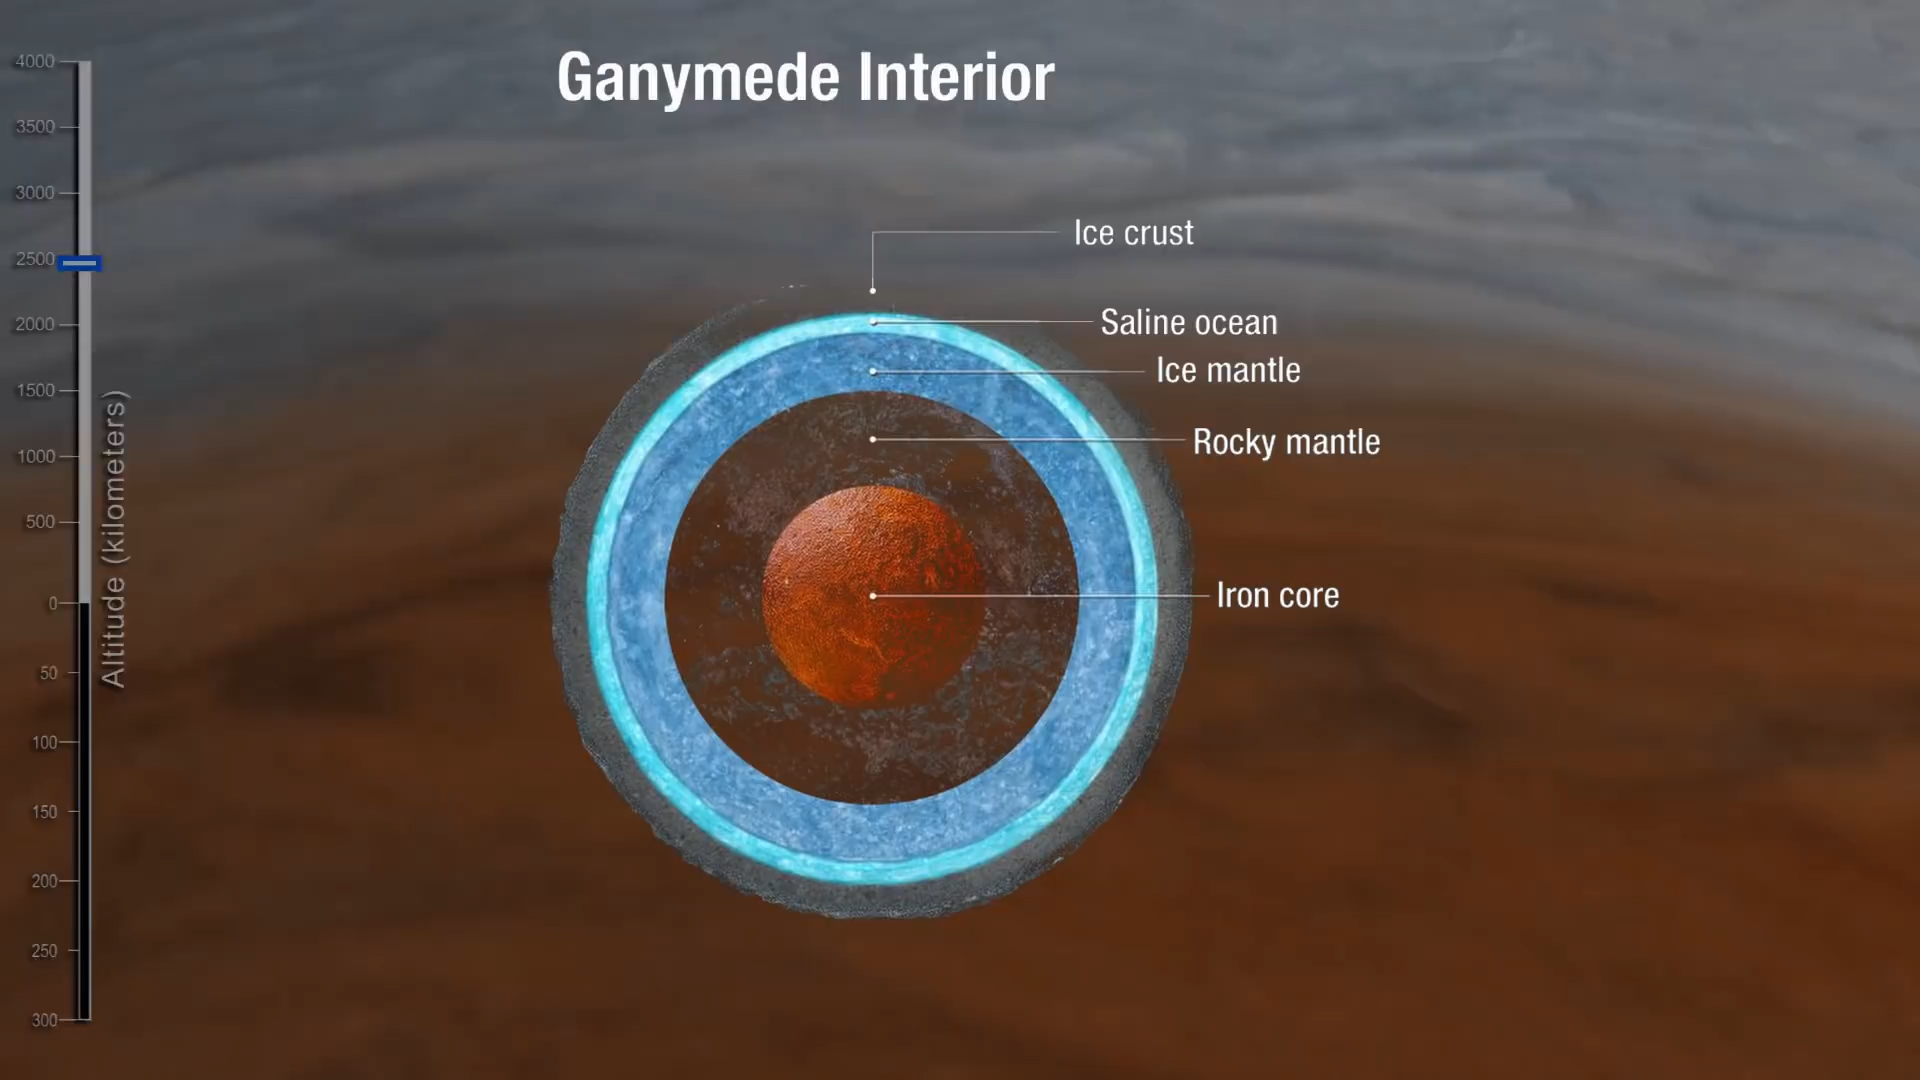 Ganymede Interior
4000
3500
3000
2500
2000
1500
1000
500
0
50
100
150
200
250
300
Altitude (kilometers)
Ice crust
Saline ocean
Ice mantle
Rocky mantle
Iron core